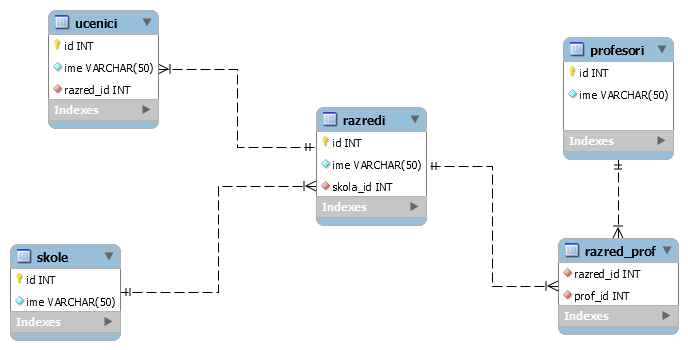 ucenici
id INT
ime VARCHAR(50)
razred_id INT
Indexes
profesori
id INT
ime VARCHAR(50)
Indexes
razredi
id INT
ime VARCHAR(50)
skola_id INT
Indexes
skole
id INT
ime VARCHAR(50)
Indexes
razred_prof
razred_id INT
prof_id INT
Indexes